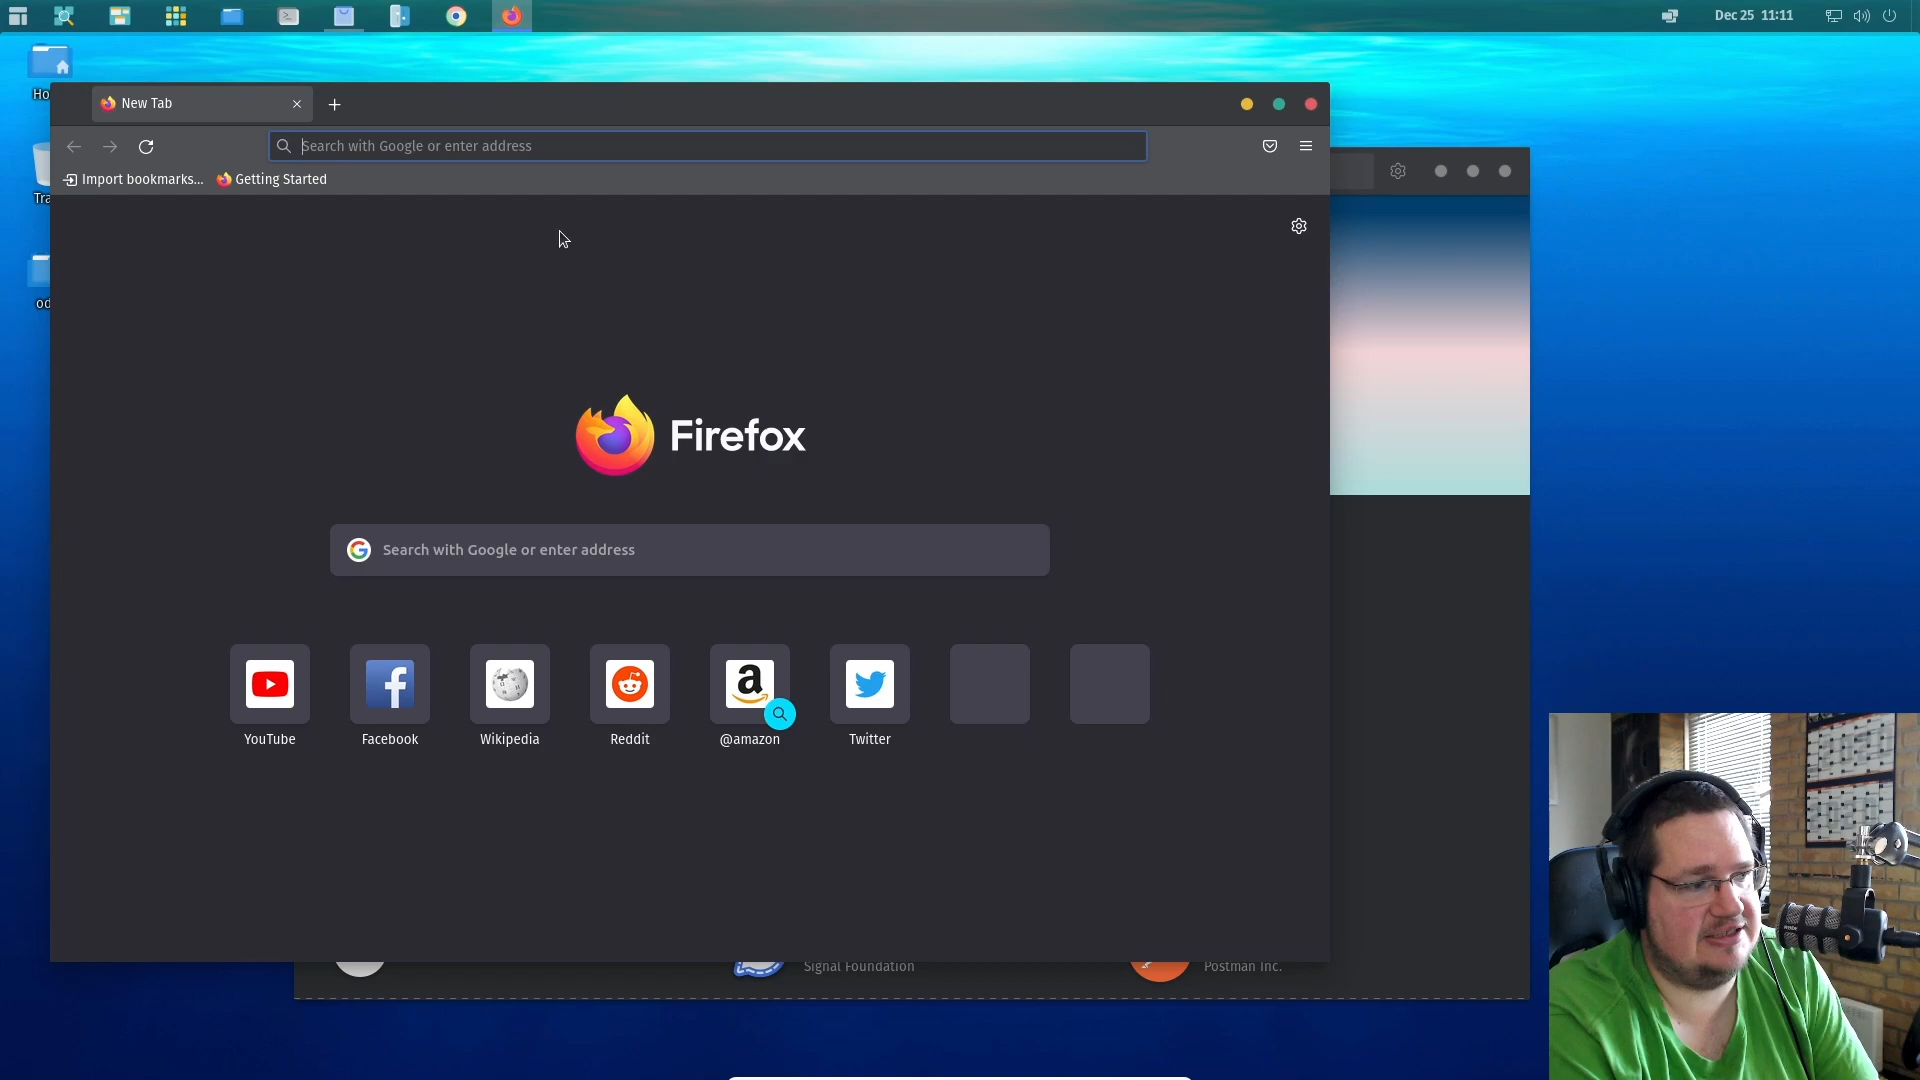 Dec 25 11:11
Ho
New Tab
Search with Google or enter address
Import bookmarks...
Getting Started
Tra
od
Firefox
Search with Google or enter address
YouTube
Facebook
Wikipedia
Reddit
@amazon
Twitter
Signal Foundation
Postman Inc.